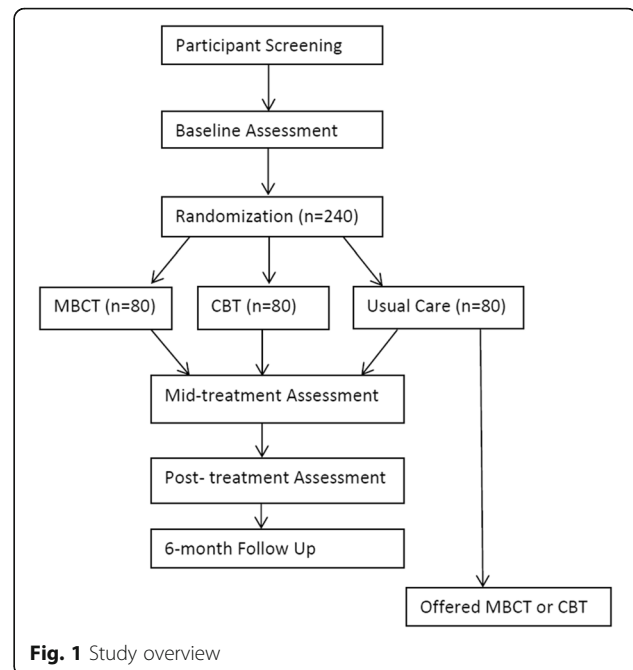 Participant Screening
Baseline Assessment
Randomization (n=240)
MBCT (n=80)
CBT (n=80)
Usual Care (n=80)
Mid-treatment Assessment
Post- treatment Assessment
6-month Follow Up
Offered MBCT or CBT
Fig. 1 Study overview